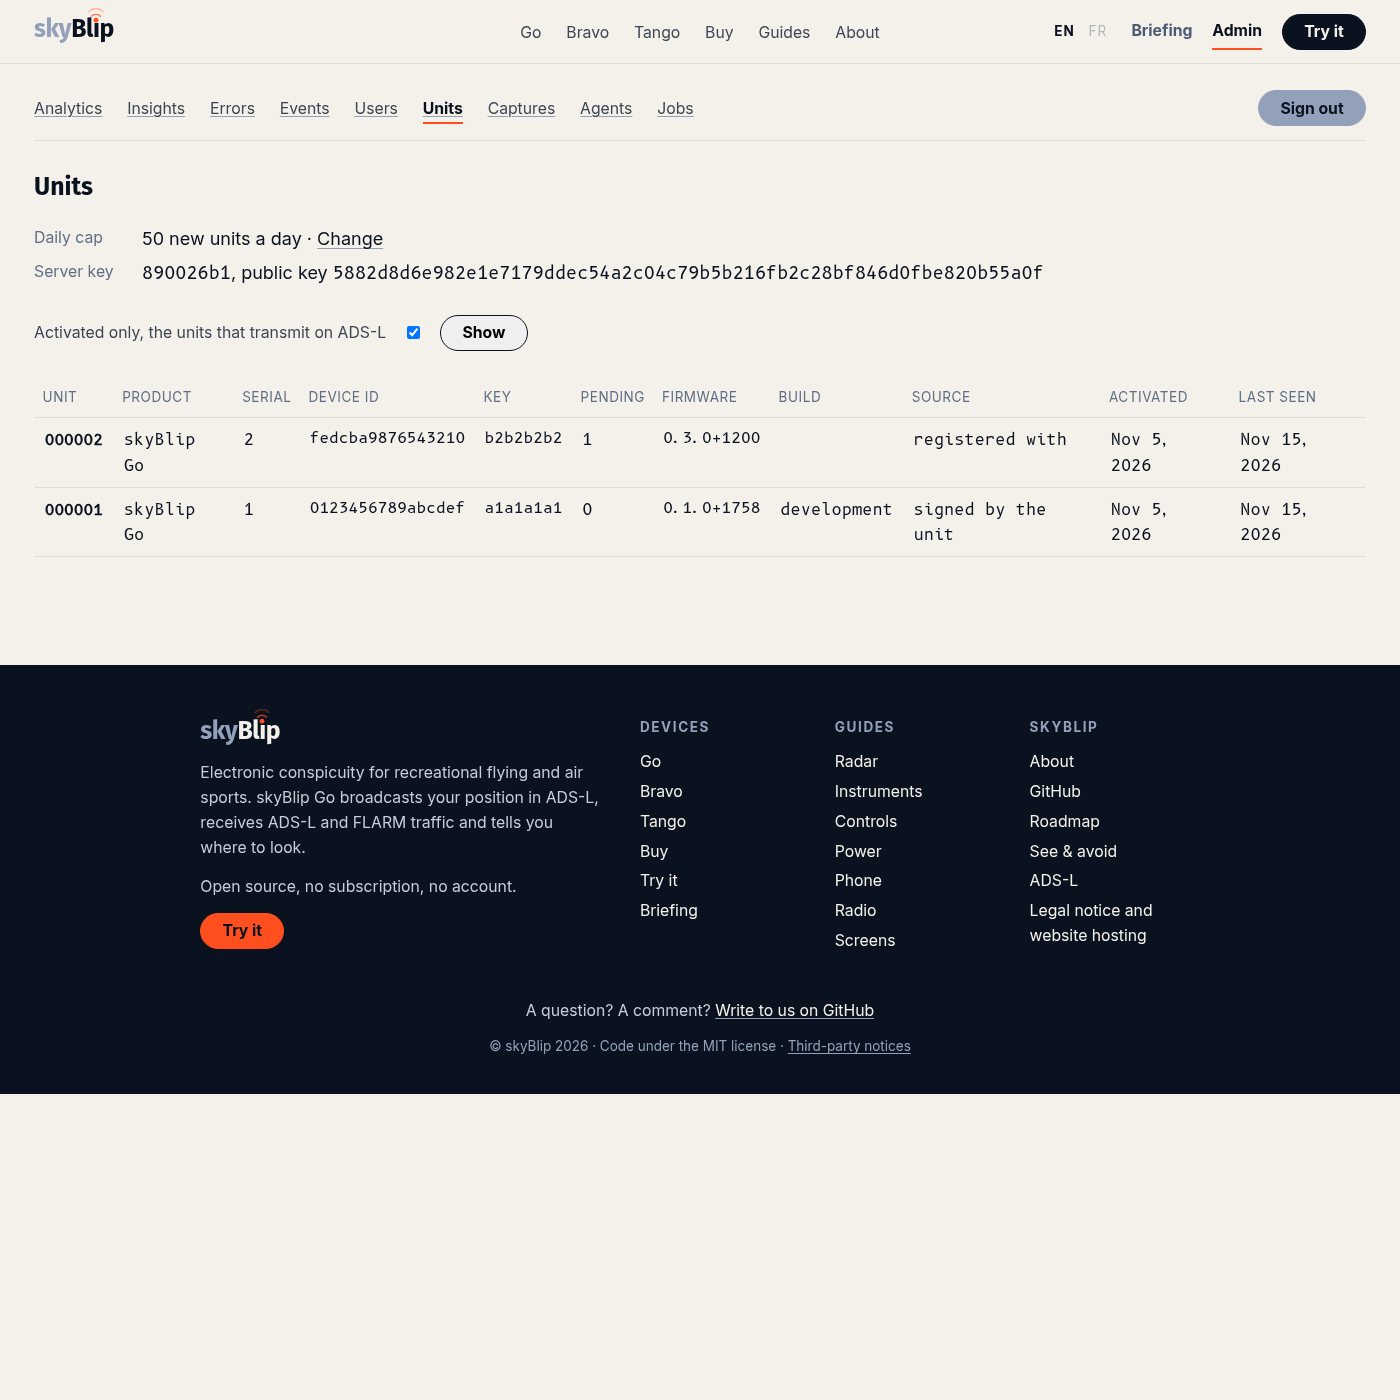 skyBlip
Go Bravo Tango Buy Guides About
EN FR Briefing Admin Try it
Analytics Insights Errors Events Users Units Captures Agents Jobs Sign out
Units
Daily cap 50 new units a day · Change
Server key 890026b1, public key 5882d8d6e982e1e7179ddec54a2c04c79b5b216fb2c28bf846d0fbe820b55a0f
Activated only, the units that transmit on ADS-L Show
UNIT PRODUCT SERIAL DEVICE ID KEY PENDING FIRMWARE BUILD SOURCE ACTIVATED LAST SEEN
000002 skyBlip 2 fedcba9876543210 b2b2b2b2 1 0.3.0+1200 registered with Nov 5, Nov 15,
Go 2026 2026
000001 skyBlip 1 0123456789abcdef a1a1a1a1 0 0.1.0+1758 development signed by the Nov 5, Nov 15,
Go unit 2026 2026
skyBlip
Electronic conspicuity for recreational flying and air
sports. skyBlip Go broadcasts your position in ADS-L,
receives ADS-L and FLARM traffic and tells you
where to look.
Open source, no subscription, no account.
Try it
DEVICES
Go
Bravo
Tango
Buy
Try it
Briefing
GUIDES
Radar
Instruments
Controls
Power
Phone
Radio
Screens
SKYBLIP
About
GitHub
Roadmap
See & avoid
ADS-L
Legal notice and
website hosting
A question? A comment? Write to us on GitHub
© skyBlip 2026 · Code under the MIT license · Third-party notices